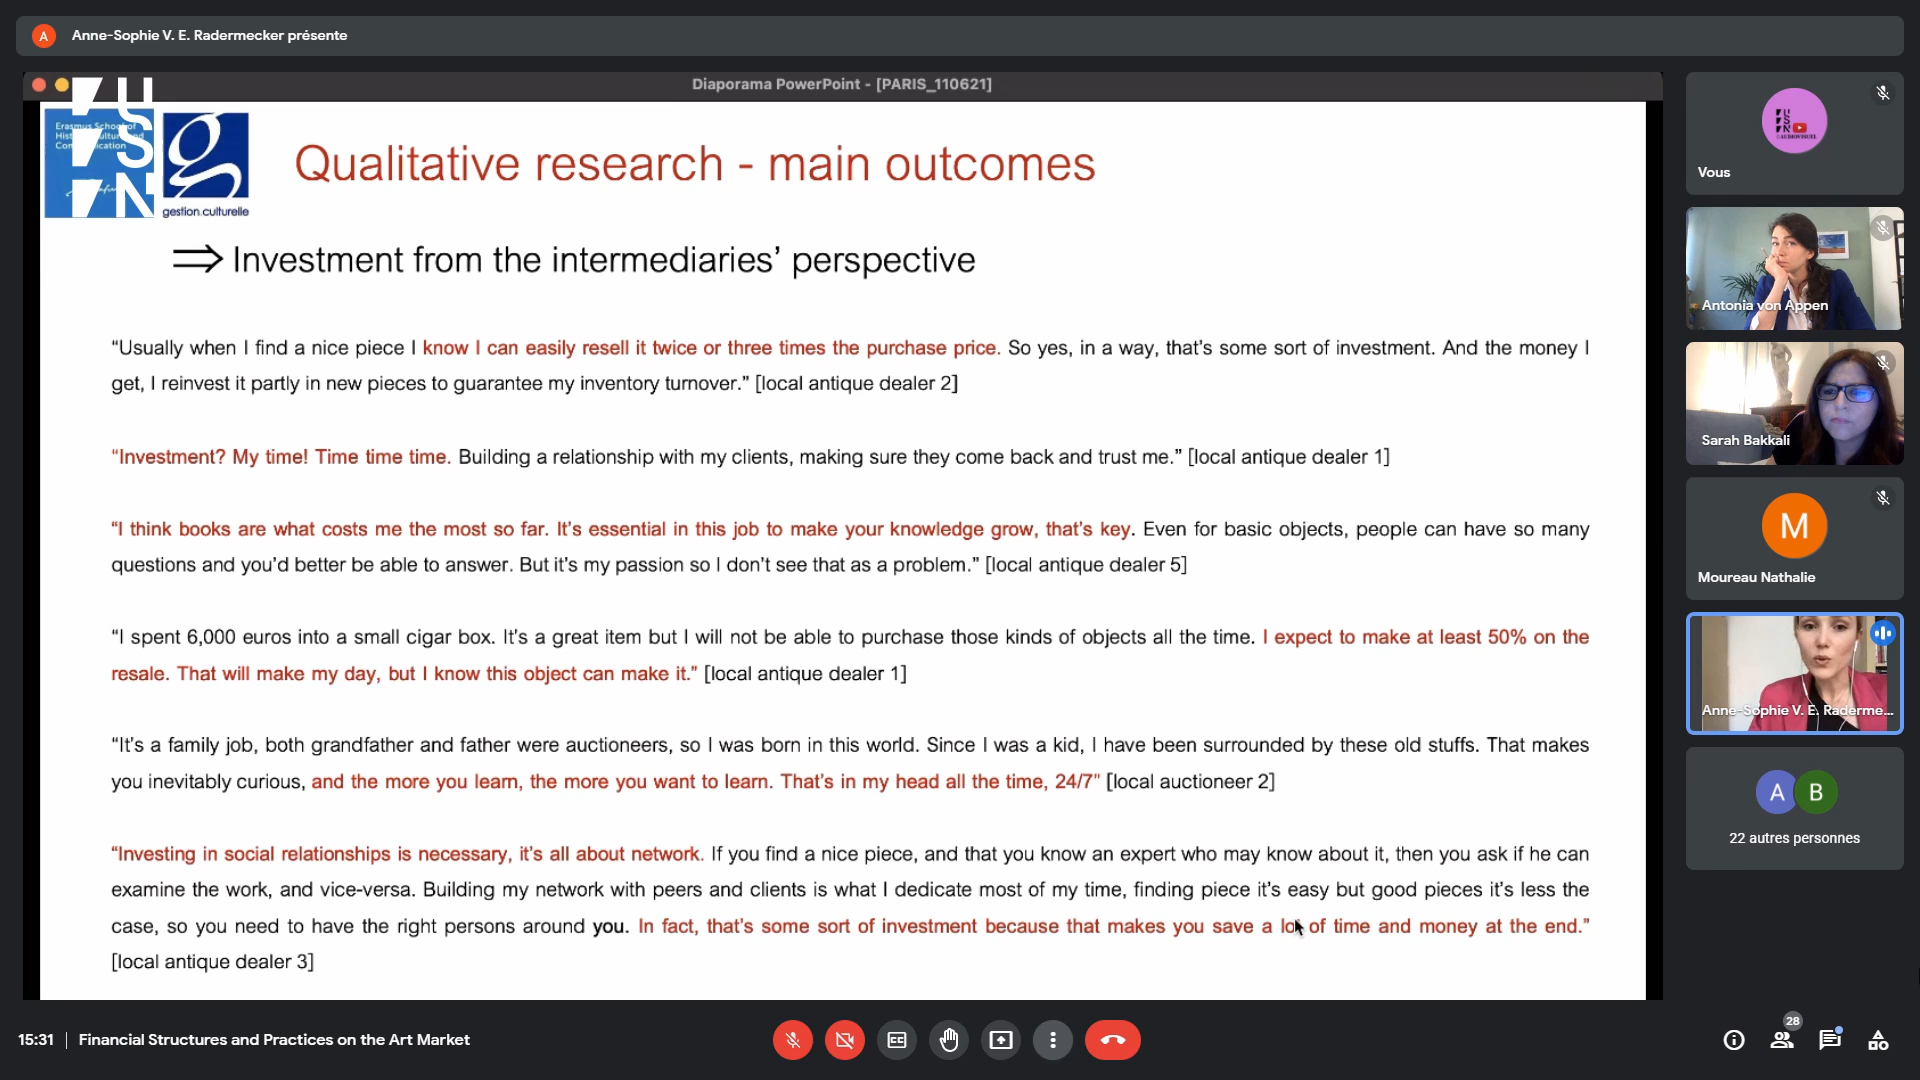 A Anne-Sophie V. E. Radermecker présente
Diaporama PowerPoint - [PARIS_110621]
Erasmus School of
USN
gestion.culturelle
Qualitative research - main outcomes
⇒ Investment from the intermediaries’ perspective
“Usually when I find a nice piece I know I can easily resell it twice or three times the purchase price. So yes, in a way, that’s some sort of investment. And the money I
get, I reinvest it partly in new pieces to guarantee my inventory turnover.” [local antique dealer 2]
“Investment? My time! Time time time. Building a relationship with my clients, making sure they come back and trust me.” [local antique dealer 1]
“I think books are what costs me the most so far. It’s essential in this job to make your knowledge grow, that’s key. Even for basic objects, people can have so many
questions and you’d better be able to answer. But it’s my passion so I don’t see that as a problem.” [local antique dealer 5]
“I spent 6,000 euros into a small cigar box. It’s a great item but I will not be able to purchase those kinds of objects all the time. I expect to make at least 50% on the
resale. That will make my day, but I know this object can make it.” [local antique dealer 1]
“It’s a family job, both grandfather and father were auctioneers, so I was born in this world. Since I was a kid, I have been surrounded by these old stuffs. That makes
you inevitably curious, and the more you learn, the more you want to learn. That’s in my head all the time, 24/7” [local auctioneer 2]
“Investing in social relationships is necessary, it’s all about network. If you find a nice piece, and that you know an expert who may know about it, then you ask if he can
examine the work, and vice-versa. Building my network with peers and clients is what I dedicate most of my time, finding piece it’s easy but good pieces it’s less the
case, so you need to have the right persons around you. In fact, that’s some sort of investment because that makes you save a lot of time and money at the end.”
[local antique dealer 3]
USN
AUDIOVISUEL
Vous
Antonia von Appen
Sarah Bakkali
M
Moureau Nathalie
Anne-Sophie V. E. Raderme...
A B
22 autres personnes
15:31 | Financial Structures and Practices on the Art Market
28